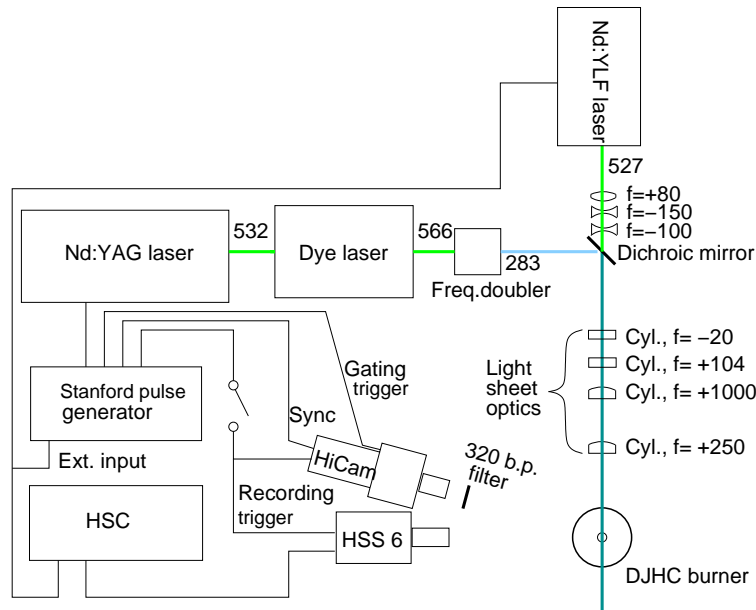 Nd:YLF laser
527
f=+80
f=−150
f=−100
Dichroic mirror
532
566
Nd:YAG laser
Dye laser
283
Freq.doubler
Cyl., f= −20
Light
sheet
optics
Cyl., f= +104
Cyl., f= +1000
Cyl., f= +250
Stanford pulse
generator
Gating
trigger
Sync
Ext. input
HiCam
320 b.p.
filter
Recording
trigger
HSC
HSS 6
DJHC burner